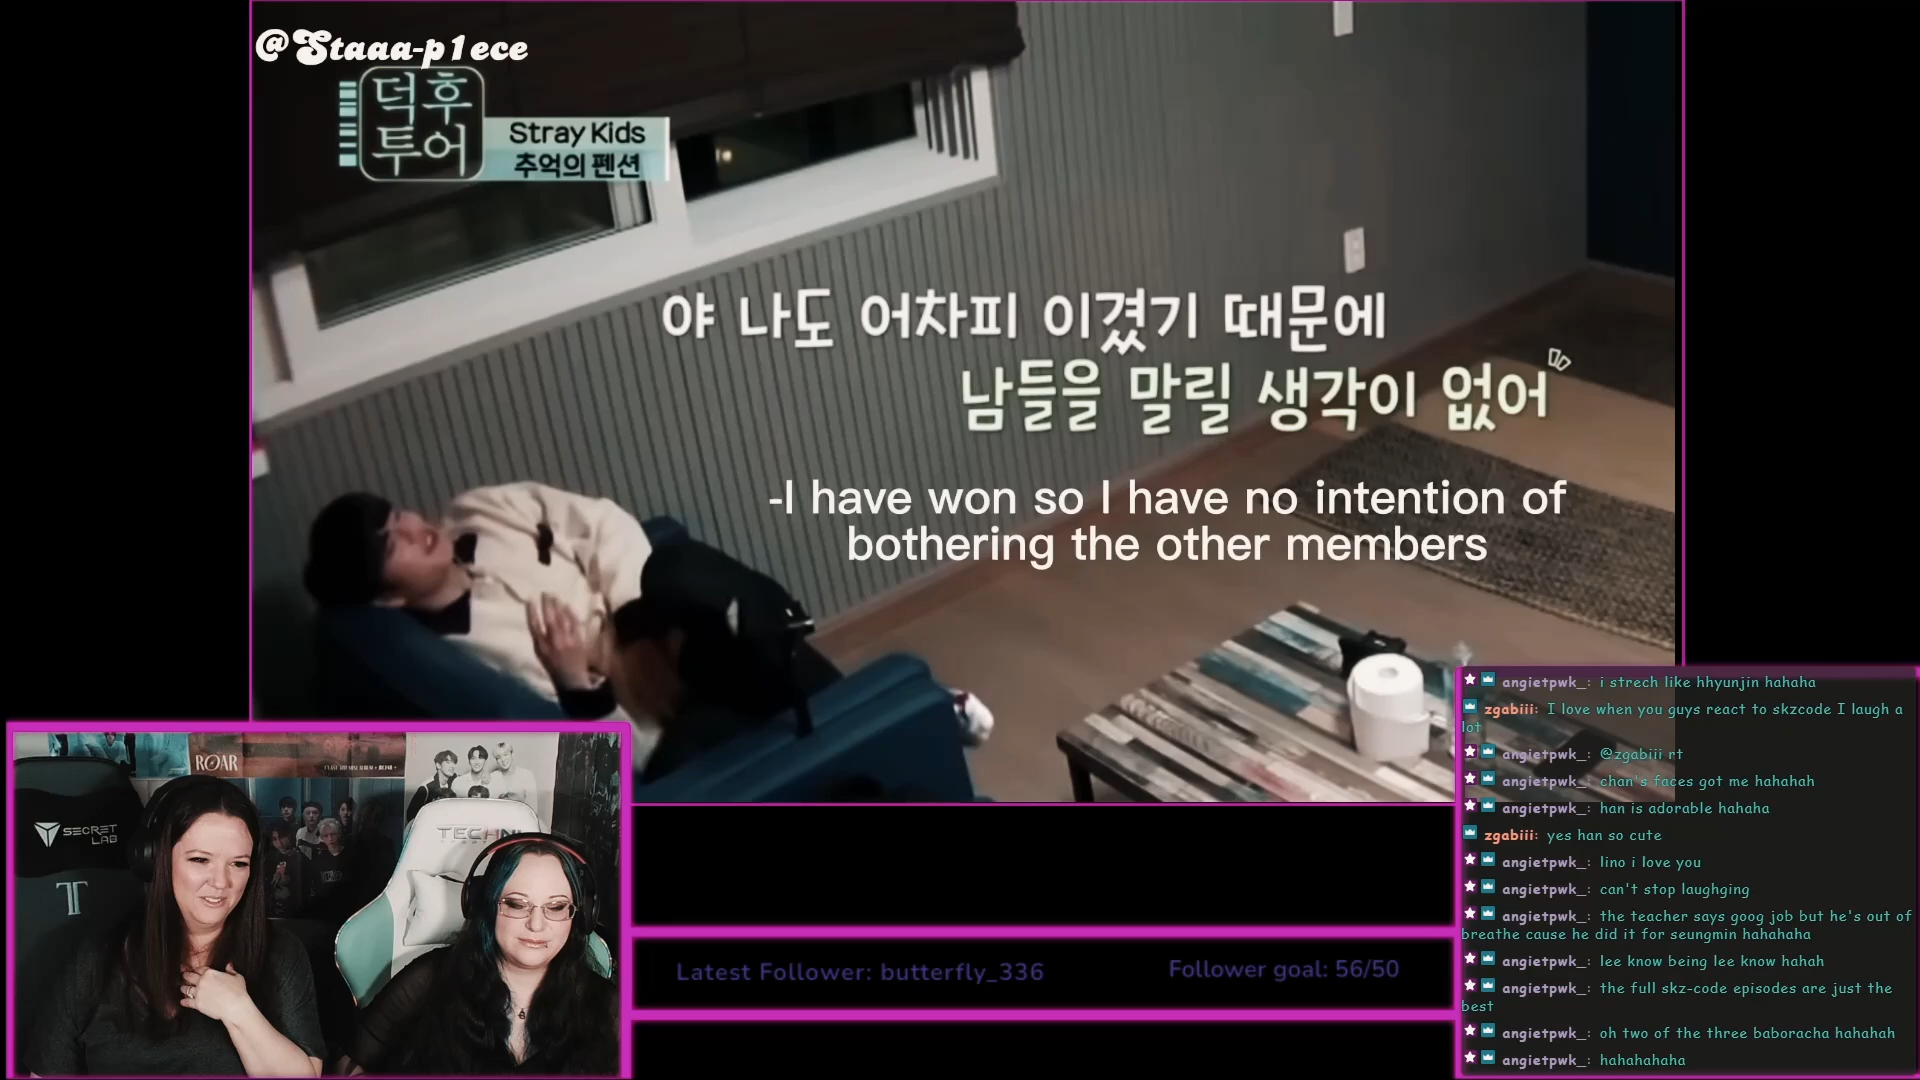 @Staaa-p1ece
덕후
투어
Stray Kids
추억의 펜션
야 나도 어차피 이겼기 때문에
남들을 말릴 생각이 없어
-I have won so I have no intention of
bothering the other members
ROAR
SECRET
LAB
T
TECHNI
Latest Follower: butterfly_336
Follower goal: 56/50
angietpwk_: i strech like hhyunjin hahaha
zgabiii: I love when you guys react to skzcode I laugh a
lot
angietpwk_: @zgabiii rt
angietpwk_: chan's faces got me hahahah
angietpwk_: han is adorable hahaha
zgabiii: yes han so cute
angietpwk_: lino i love you
angietpwk_: can't stop laughging
angietpwk_: the teacher says goog job but he's out of
breathe cause he did it for seungmin hahahaha
angietpwk_: lee know being lee know hahah
angietpwk_: the full skz-code episodes are just the
best
angietpwk_: oh two of the three baboracha hahahah
angietpwk_: hahahahaha